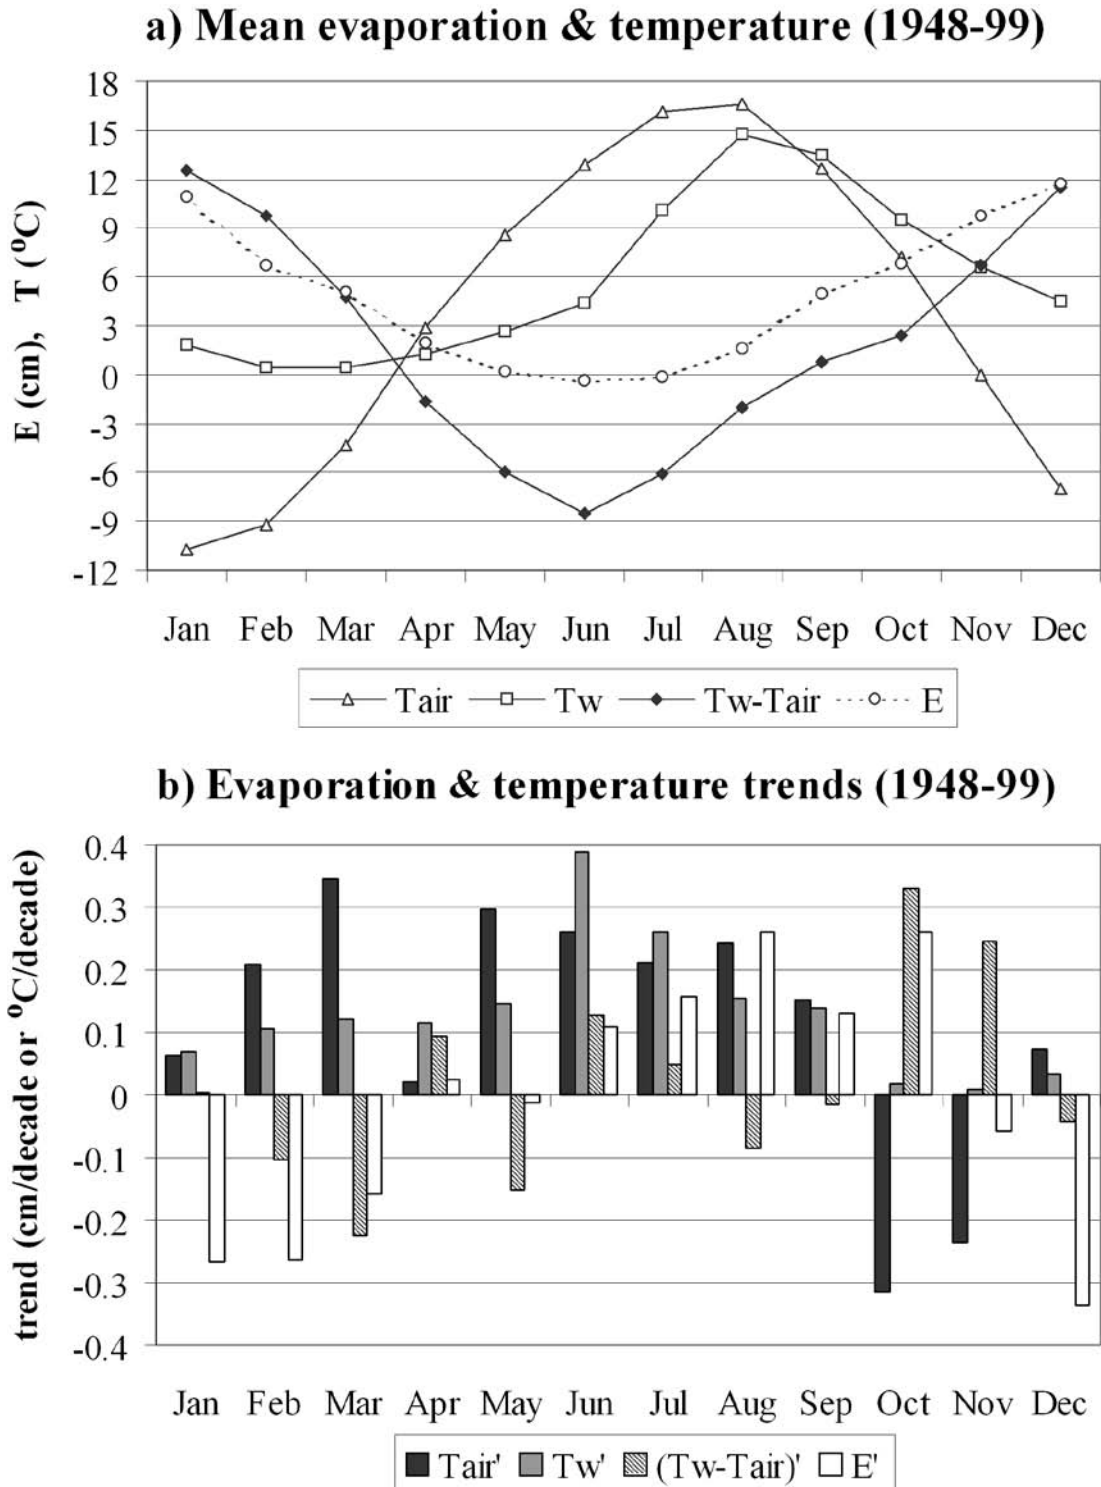 a) Mean evaporation & temperature (1948-99)
E (cm), T (⁰C)
18
15
12
9
6
3
0
-3
-6
-9
-12
Jan Feb Mar Apr May Jun Jul Aug Sep Oct Nov Dec
Tair Tw Tw-Tair E
b) Evaporation & temperature trends (1948-99)
trend (cm/decade or ⁰C/decade)
0.4
0.3
0.2
0.1
0
-0.1
-0.2
-0.3
-0.4
Jan Feb Mar Apr May Jun Jul Aug Sep Oct Nov Dec
Tair' Tw' (Tw-Tair)' E'